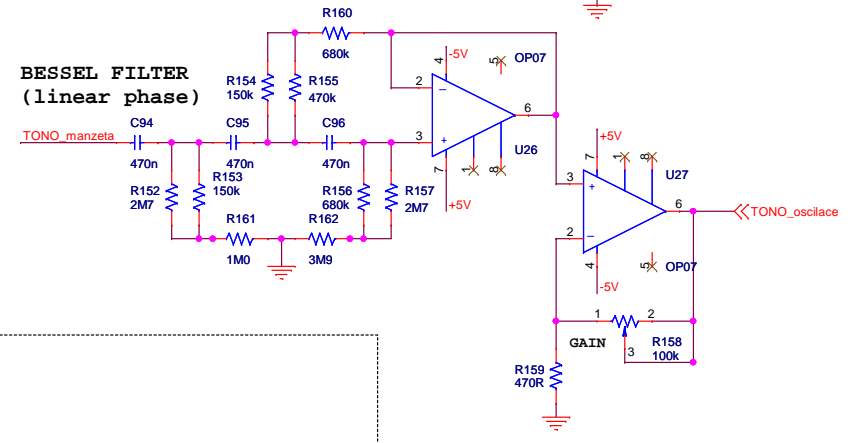 R160
680k
-5V
4
5
OP07
BESSEL FILTER
(linear phase)
R154
150k
R155
470k
2
6
C94
C95
C96
TONO_manzeta
3
470n
470n
470n
U26
7
1
8
+5V
R152
2M7
R153
150k
R156
680k
R157
2M7
R161
1M0
R162
3M9
+5V
7
1
8
U27
3
6
TONO_oscilace
2
4
5
OP07
-5V
1
2
GAIN
3
R158
100k
R159
470R